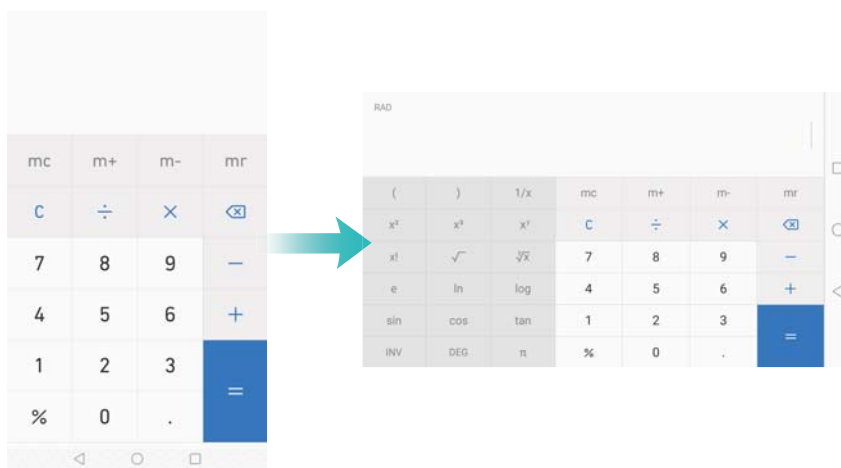 mc m+ m- mr
C ÷ × ⌫
7 8 9 −
4 5 6 +
1 2 3 =
% 0 .
RAD
( ) 1/x mc m+ m- mr
x² x³ xʸ C ÷ × ⌫
x! √ ʸ√x 7 8 9 −
e ln log 4 5 6 +
sin cos tan 1 2 3 =
INV DEG π % 0 .